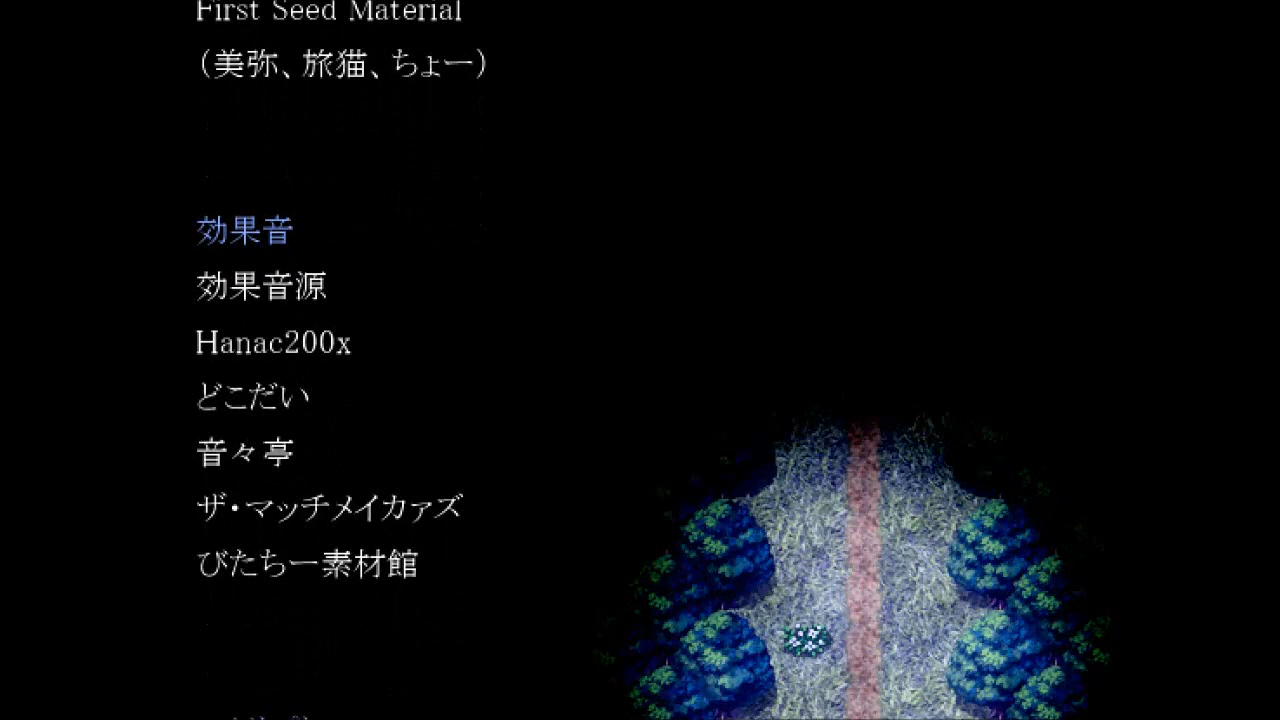 First Seed Material
（美弥、旅猫、ちょー）
効果音
効果音源
Hanac200x
どこだい
音々亭
ザ・マッチメイカァズ
びたちー素材館